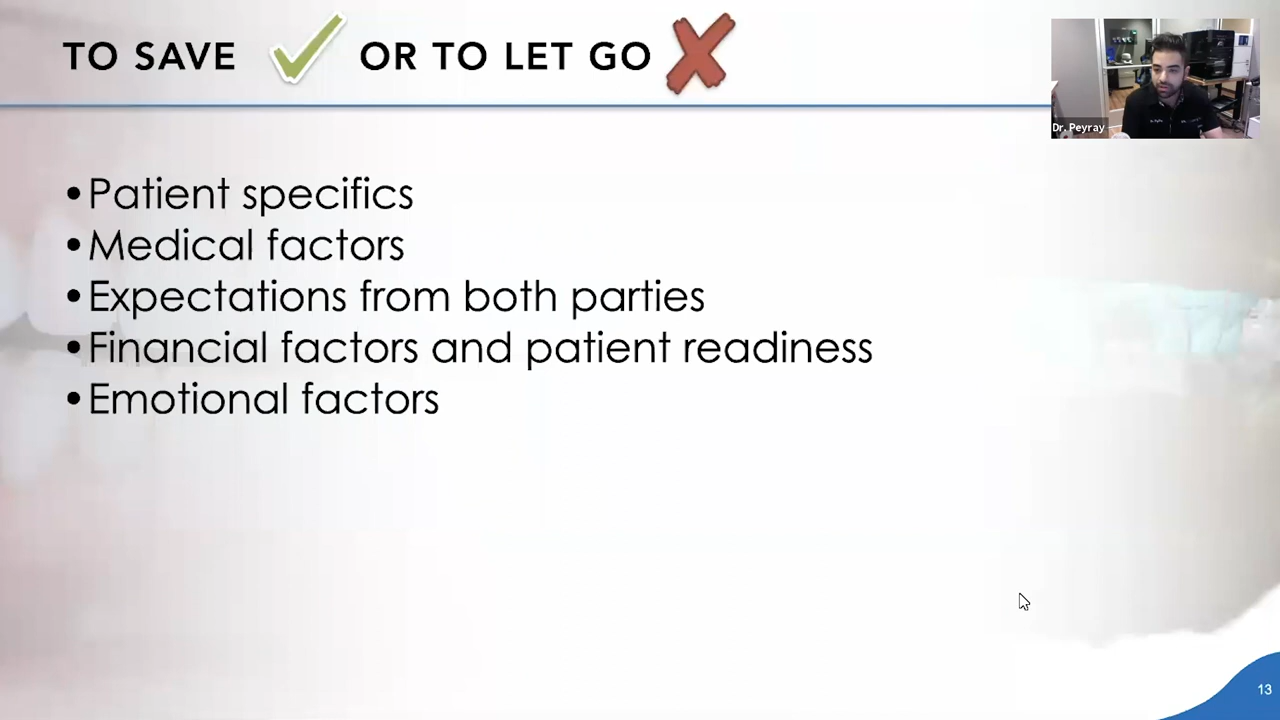 TO SAVE OR TO LET GO
Dr. Peyray
•Patient specifics
•Medical factors
•Expectations from both parties
•Financial factors and patient readiness
•Emotional factors
13